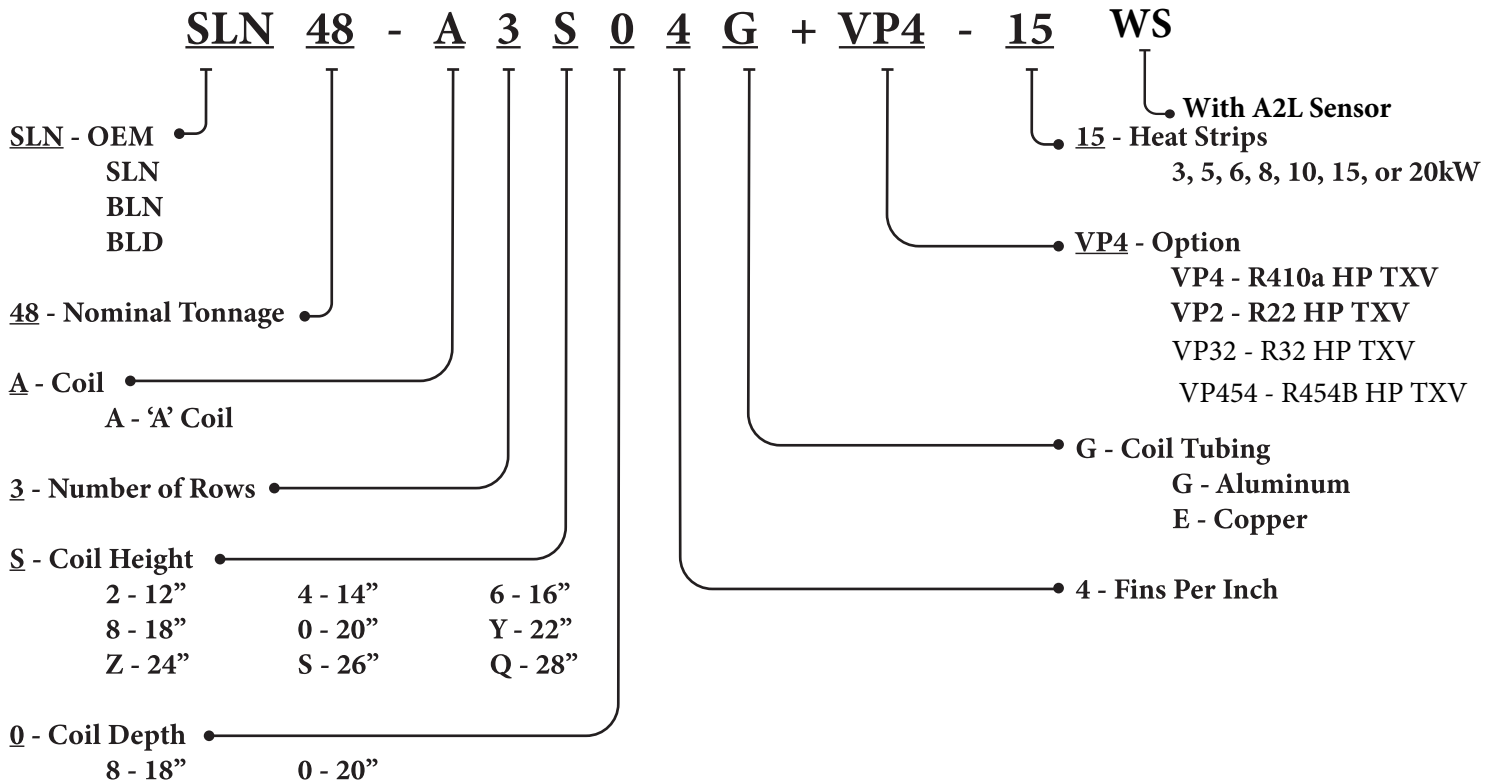 SLN 48 - A 3 S 0 4 G + VP4 - 15 WS
SLN - OEM
SLN
BLN
BLD
48 - Nominal Tonnage
A - Coil
A - ‘A’ Coil
3 - Number of Rows
S - Coil Height
2 - 12” 4 - 14” 6 - 16”
8 - 18” 0 - 20” Y - 22”
Z - 24” S - 26” Q - 28”
0 - Coil Depth
8 - 18” 0 - 20”
With A2L Sensor
15 - Heat Strips
3, 5, 6, 8, 10, 15, or 20kW
VP4 - Option
VP4 - R410a HP TXV
VP2 - R22 HP TXV
VP32 - R32 HP TXV
VP454 - R454B HP TXV
G - Coil Tubing
G - Aluminum
E - Copper
4 - Fins Per Inch